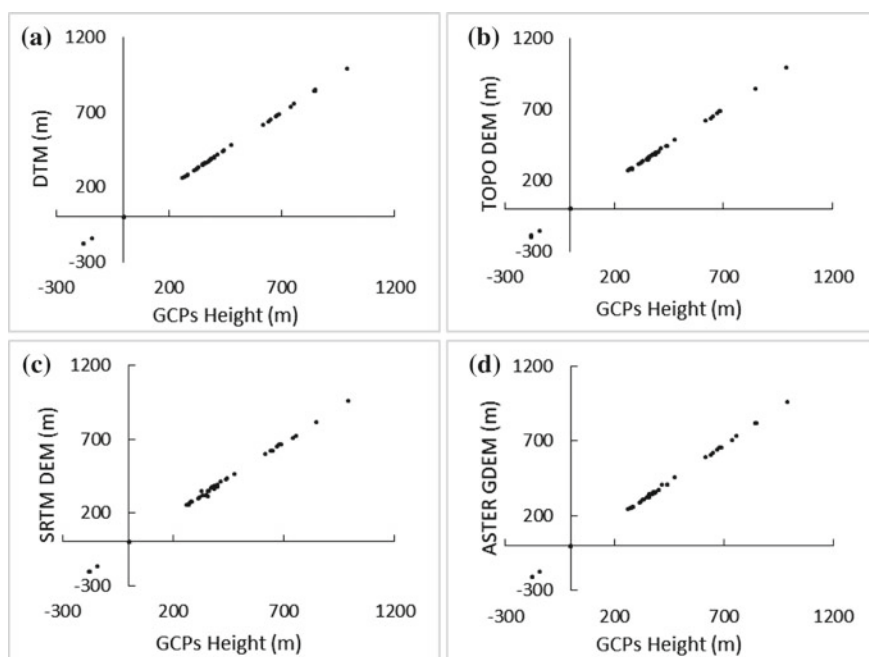 (a)
1200
700
200
-300
DTM (m)
-300 200 700 1200
GCPs Height (m)
(b)
1200
700
200
-300
TOPO DEM (m)
-300 200 700 1200
GCPs Height (m)
(c)
1200
700
200
-300
SRTM DEM (m)
-300 200 700 1200
GCPs Height (m)
(d)
1200
700
200
-300
ASTER GDEM (m)
-300 200 700 1200
GCPs Height (m)